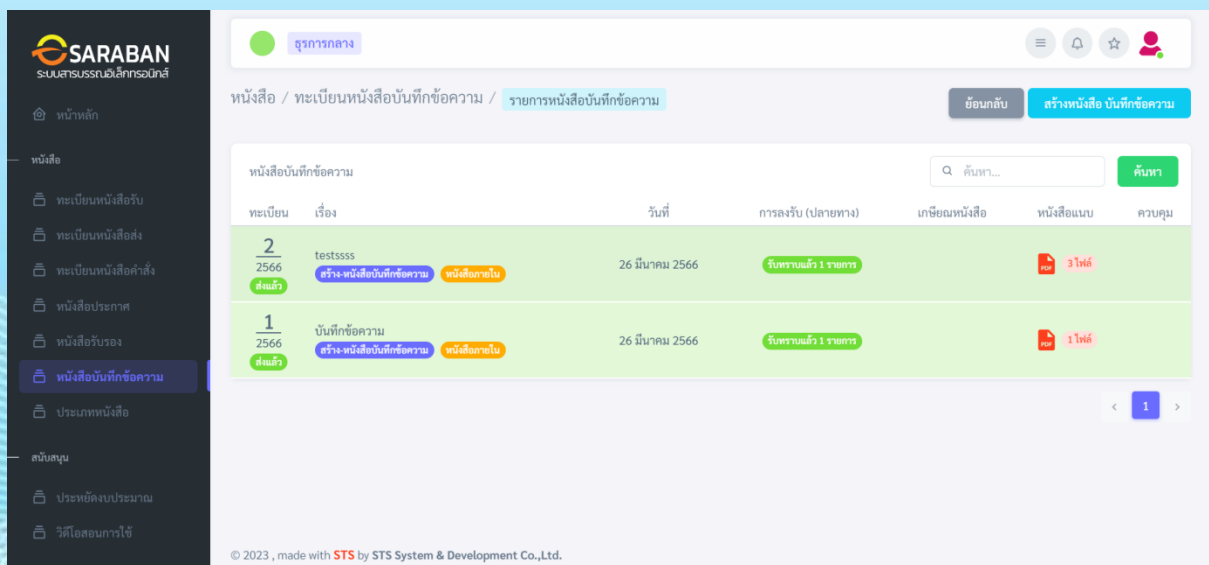 SARABAN
ระบบสารบรรณอิเล็กทรอนิกส์
หน้าหลัก
หนังสือ
ทะเบียนหนังสือรับ
ทะเบียนหนังสือส่ง
ทะเบียนหนังสือคำสั่ง
หนังสือประกาศ
หนังสือรับรอง
หนังสือบันทึกข้อความ
ประเภทหนังสือ
สนับสนุน
ประหยัดงบประมาณ
วิดีโอสอนการใช้
ธุรการกลาง
หนังสือ / ทะเบียนหนังสือบันทึกข้อความ / รายการหนังสือบันทึกข้อความ
ย้อนกลับ
สร้างหนังสือ บันทึกข้อความ
หนังสือบันทึกข้อความ
ค้นหา...
ค้นหา
ทะเบียน เรื่อง วันที่ การลงรับ (ปลายทาง) เกษียณหนังสือ หนังสือแนบ ควบคุม
2
2566
ส่งแล้ว
testssss
สร้าง-หนังสือบันทึกข้อความ หนังสือภายใน
26 มีนาคม 2566
รับทราบแล้ว 1 รายการ
PDF 3 ไฟล์
1
2566
ส่งแล้ว
บันทึกข้อความ
สร้าง-หนังสือบันทึกข้อความ หนังสือภายใน
26 มีนาคม 2566
รับทราบแล้ว 1 รายการ
PDF 1 ไฟล์
< 1 >
© 2023 , made with STS by STS System & Development Co.,Ltd.